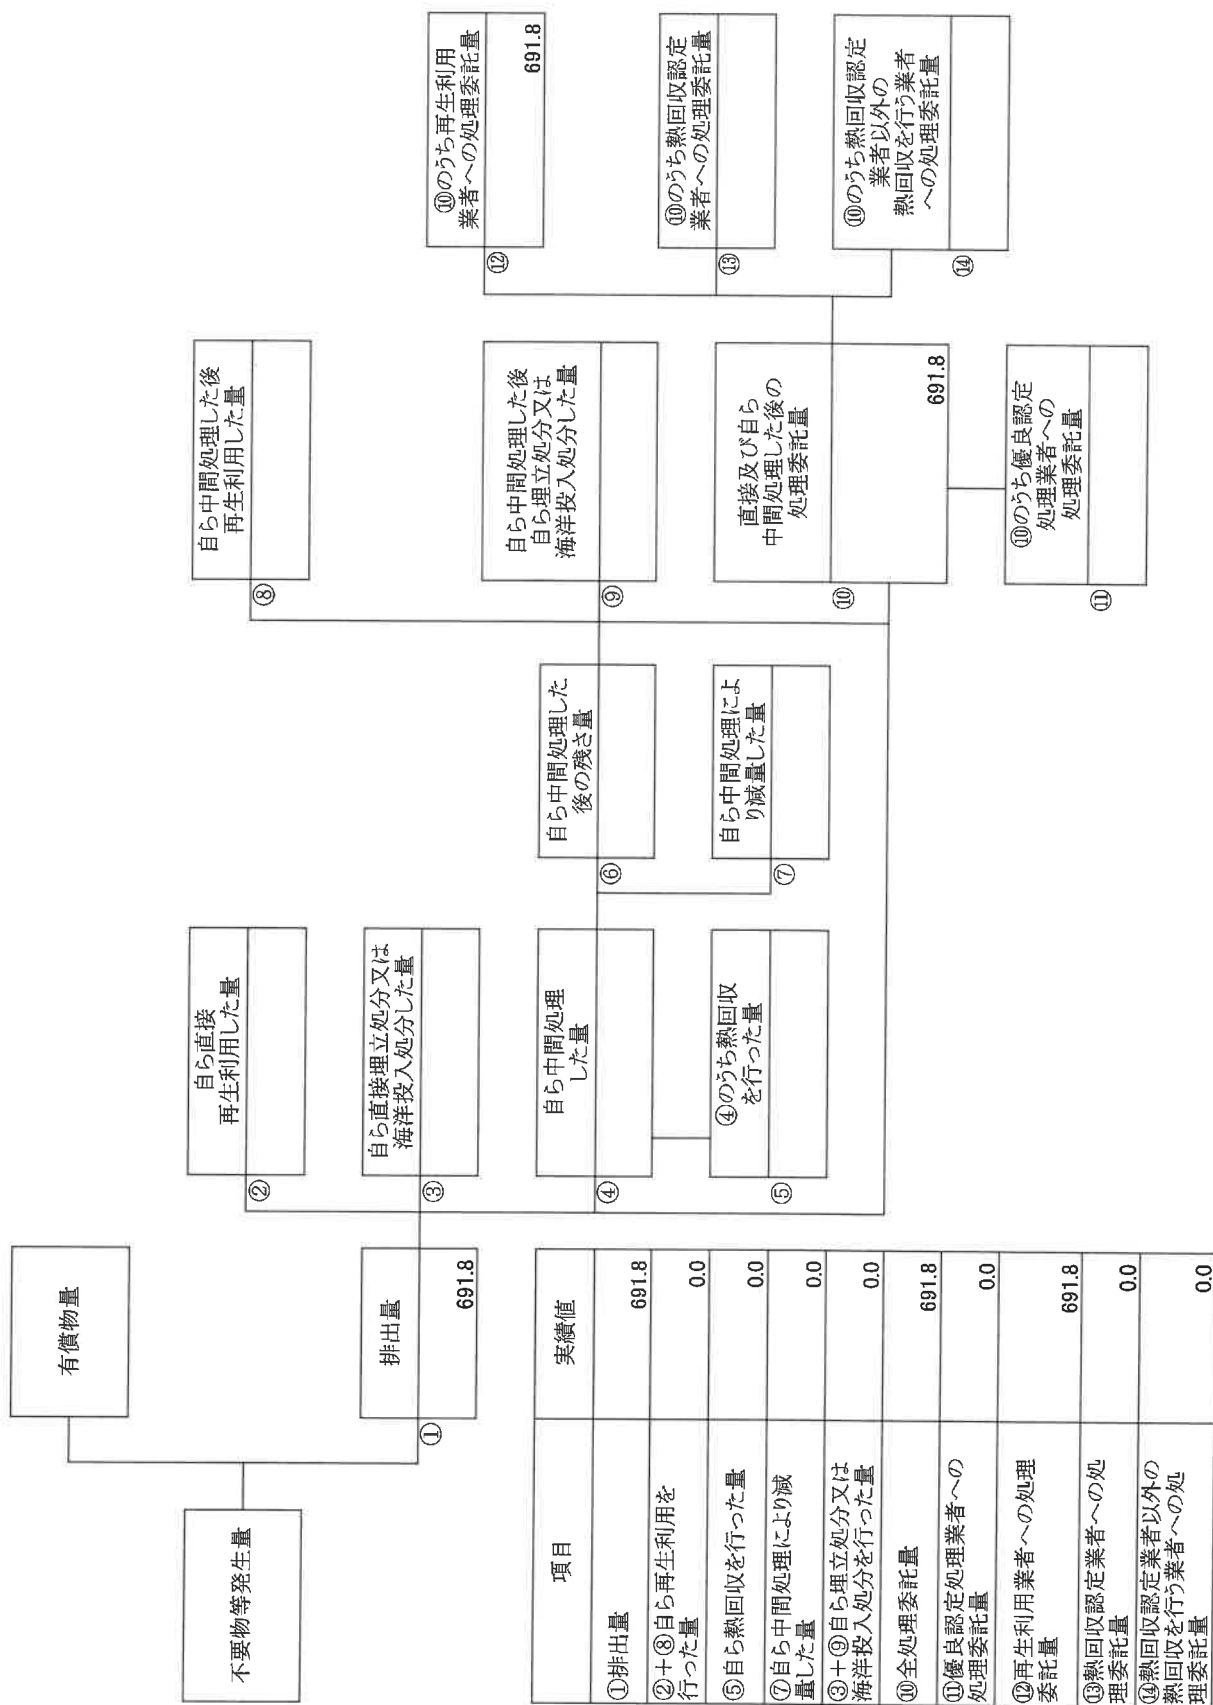 不要物等発生量
有償物量
①
排出量
691.8
②
自ら直接
再生利用した量
③
自ら直接埋立処分又は
海洋投入処分した量
④
自ら中間処理
した量
⑤
④のうち熱回収
を行った量
⑥
自ら中間処理した
後の残さ量
⑦
自ら中間処理によ
り減量した量
⑧
自ら中間処理した後
再生利用した量
⑨
自ら中間処理した後
自ら埋立処分又は
海洋投入処分した量
⑩
直接及び自ら
中間処理した後の
処理委託量
691.8
⑪
⑩のうち優良認定
処理業者への
処理委託量
⑫
⑩のうち再生利用
業者への処理委託量
691.8
⑬
⑩のうち熱回収認定
業者への処理委託量
⑭
⑩のうち熱回収認定
業者以外の
熱回収を行う業者
への処理委託量
項目 実績値
①排出量 691.8
②+⑧自ら再生利用を
行った量 0.0
⑤自ら熱回収を行った量 0.0
⑦自ら中間処理により減
量した量 0.0
③+⑨自ら埋立処分又は
海洋投入処分を行った量 0.0
⑩全処理委託量 691.8
⑪優良認定処理業者への
処理委託量 0.0
⑫再生利用業者への処理
委託量 691.8
⑬熱回収認定業者への処
理委託量 0.0
⑭熱回収認定業者以外の
熱回収を行う業者への処
理委託量 0.0